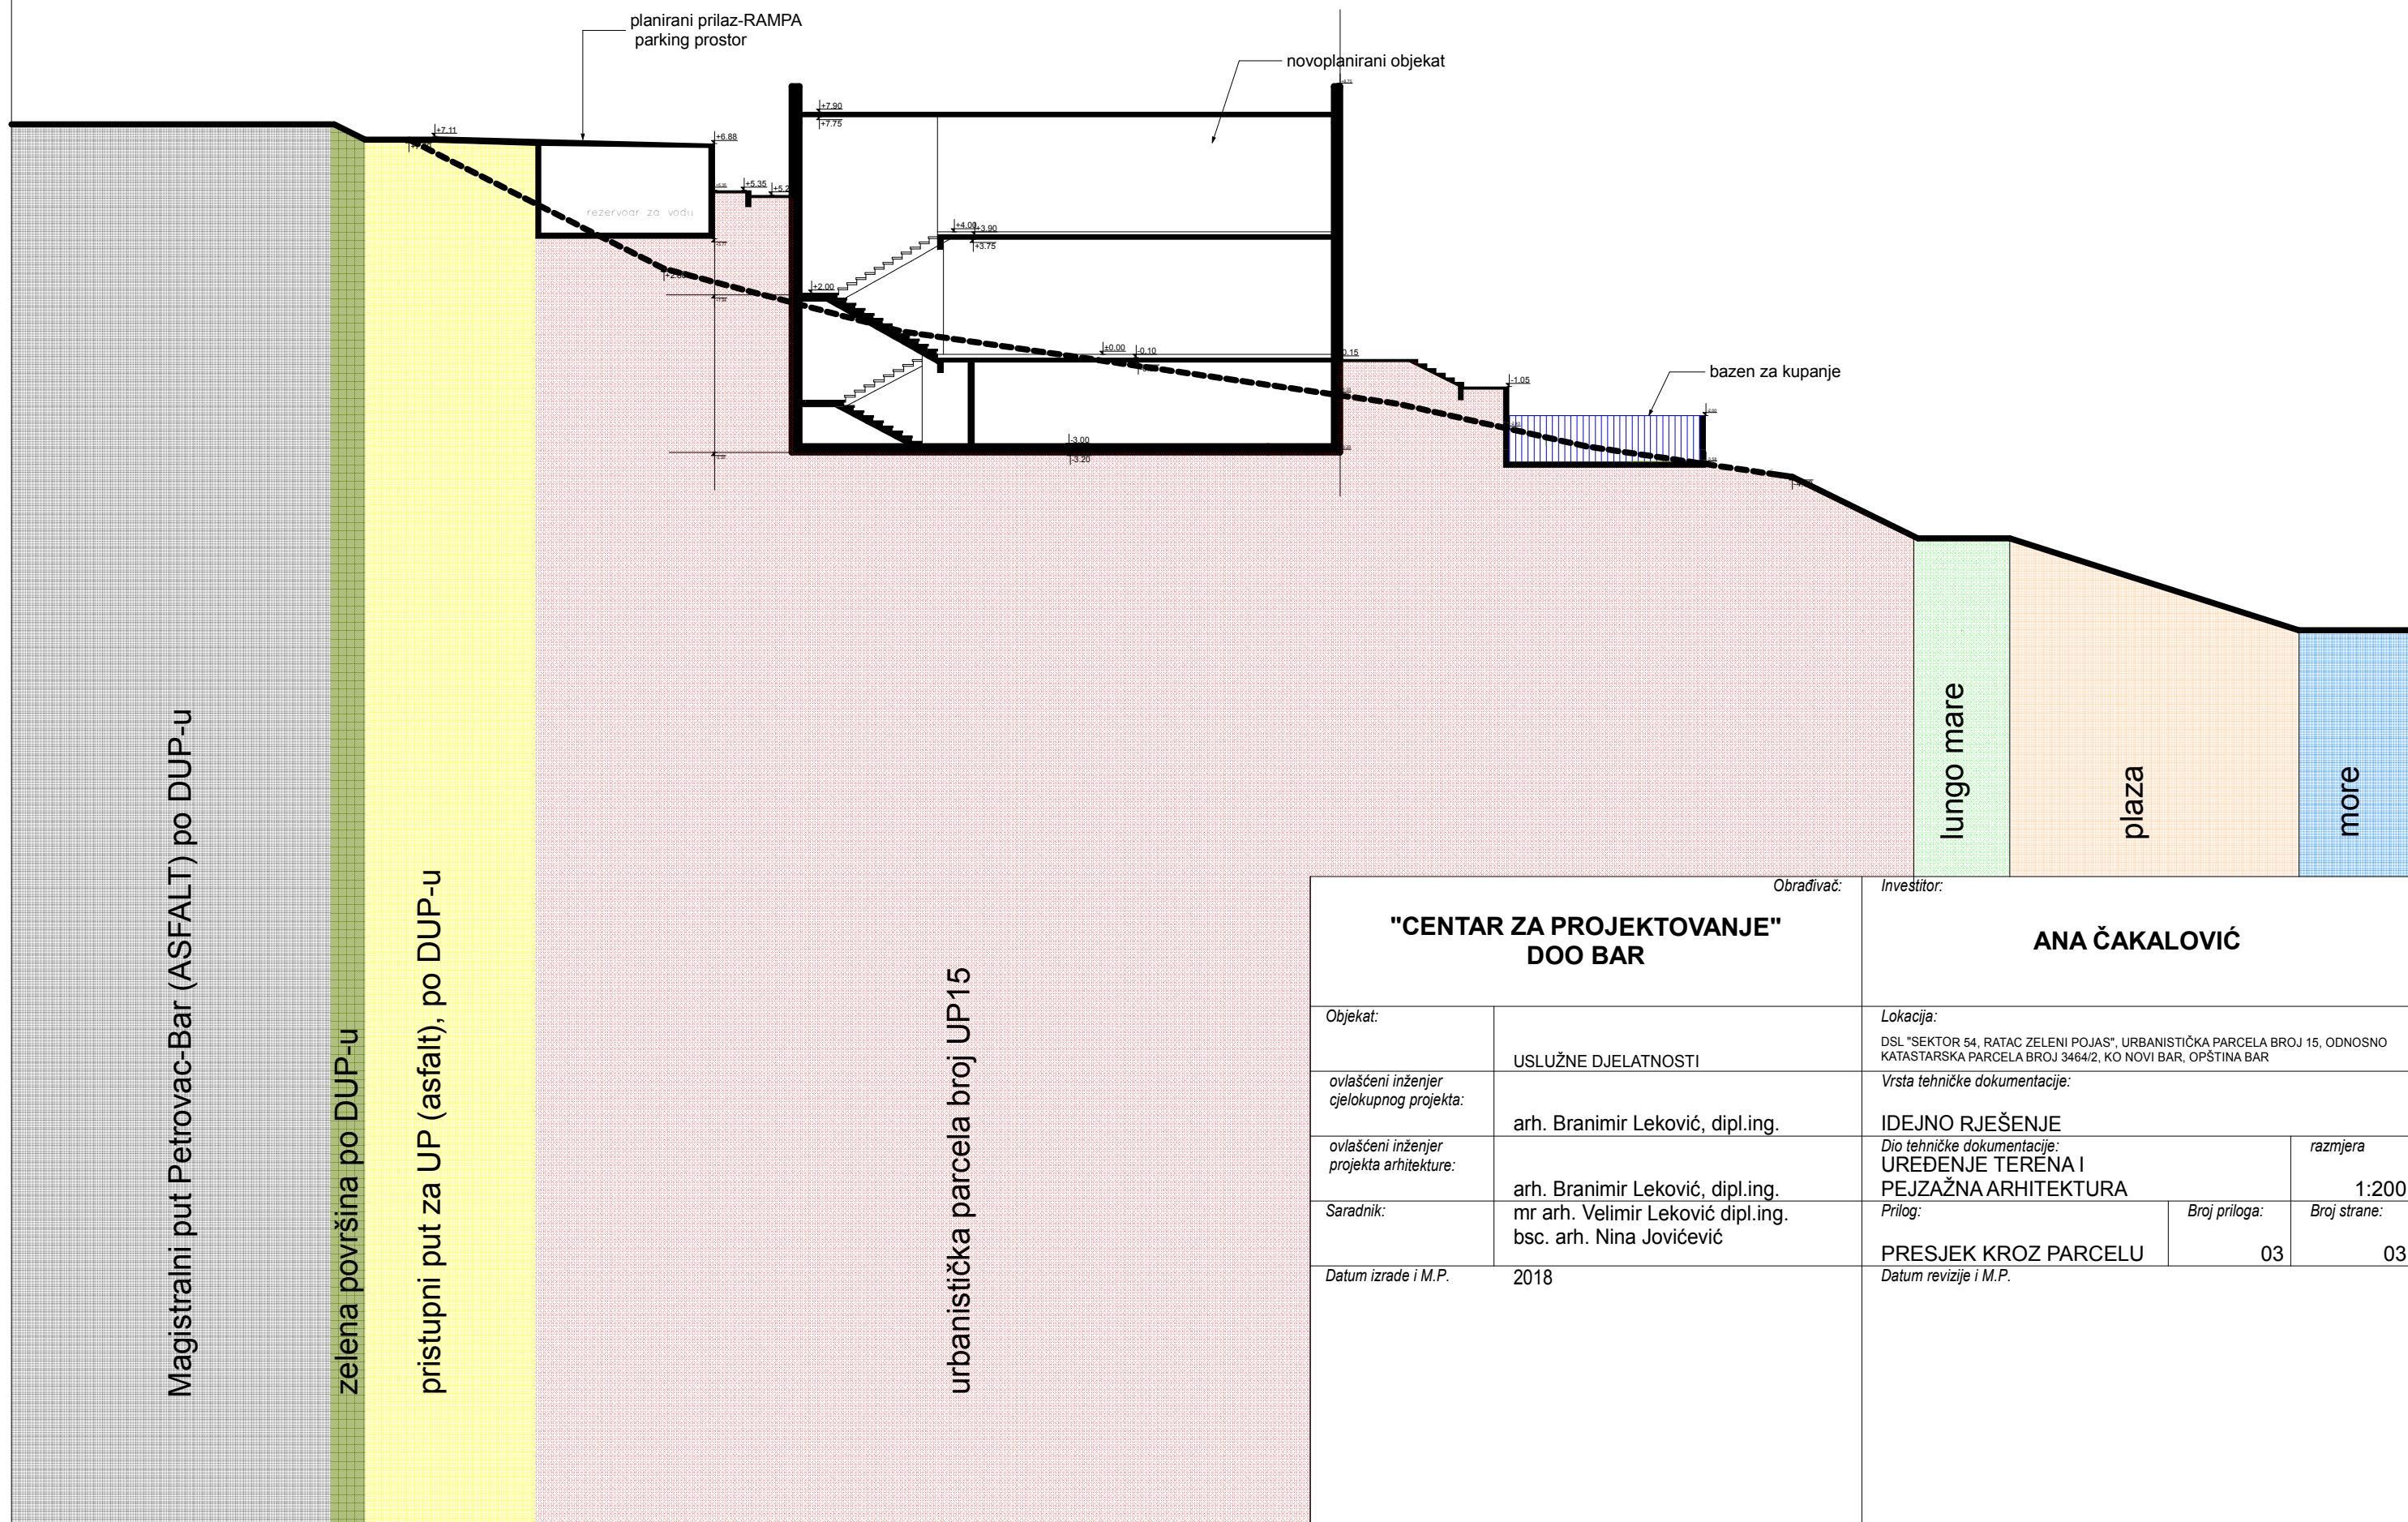 planirani prilaz-RAMPA
parking prostor
novoplanirani objekat
+7.90
+7.75
+7.11
+6.88
+5.35
rezervoar za vodu
+4.00
+3.90
+3.75
+2.00
±0.00
-0.10
-1.05
bazen za kupanje
-3.00
-3.20
Magistralni put Petrovac-Bar (ASFALT) po DUP-u
zelena površina po DUP-u
pristupni put za UP (asfalt), po DUP-u
urbanistička parcela broj UP15
lungo mare
plaza
more
Obrađivač:
"CENTAR ZA PROJEKTOVANJE"
DOO BAR
Investitor:
ANA ČAKALOVIĆ
Objekat:
USLUŽNE DJELATNOSTI
Lokacija:
DSL "SEKTOR 54, RATAC ZELENI POJAS", URBANISTIČKA PARCELA BROJ 15, ODNOSNO
KATASTARSKA PARCELA BROJ 3464/2, KO NOVI BAR, OPŠTINA BAR
ovlašćeni inženjer
cjelokupnog projekta:
arh. Branimir Leković, dipl.ing.
Vrsta tehničke dokumentacije:
IDEJNO RJEŠENJE
ovlašćeni inženjer
projekta arhitekture:
arh. Branimir Leković, dipl.ing.
Dio tehničke dokumentacije:
UREĐENJE TERENA I
PEJZAŽNA ARHITEKTURA
razmjera
1:200
Saradnik:
mr arh. Velimir Leković dipl.ing.
bsc. arh. Nina Jovićević
Prilog:
PRESJEK KROZ PARCELU
Broj priloga:
03
Broj strane:
03
Datum izrade i M.P.
2018
Datum revizije i M.P.